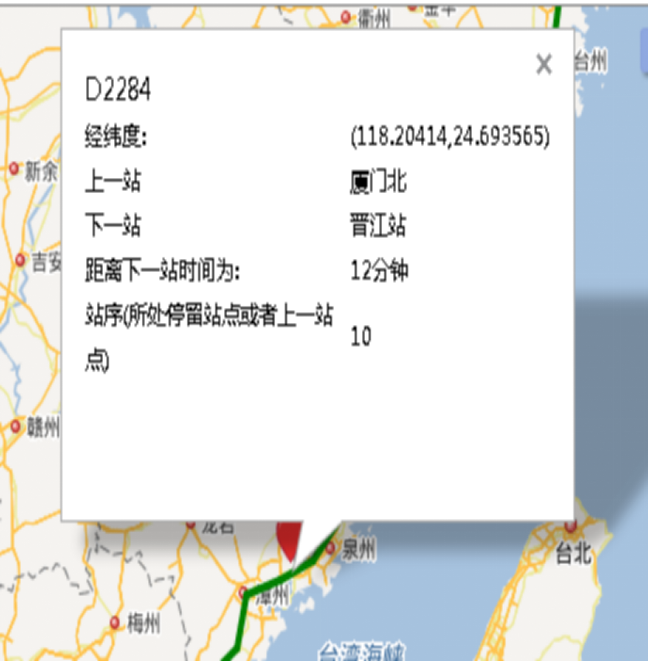 衢州
台州
D2284
经纬度: (118.20414,24.693565)
上一站 厦门北
下一站 晋江站
距离下一站时间为: 12分钟
站序(所处停留站点或者上一站
点) 10
新余
吉安
赣州
龙岩
泉州
台北
漳州
梅州
台湾海峡